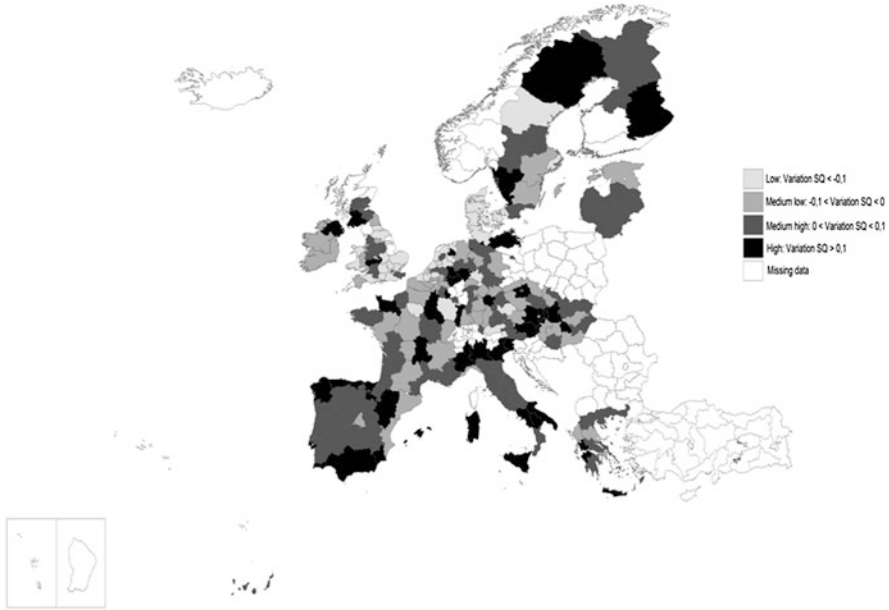 Low: Variation SQ < -0,1
Medium low: -0,1 < Variation SQ < 0
Medium high: 0 < Variation SQ < 0,1
High: Variation SQ > 0,1
Missing data